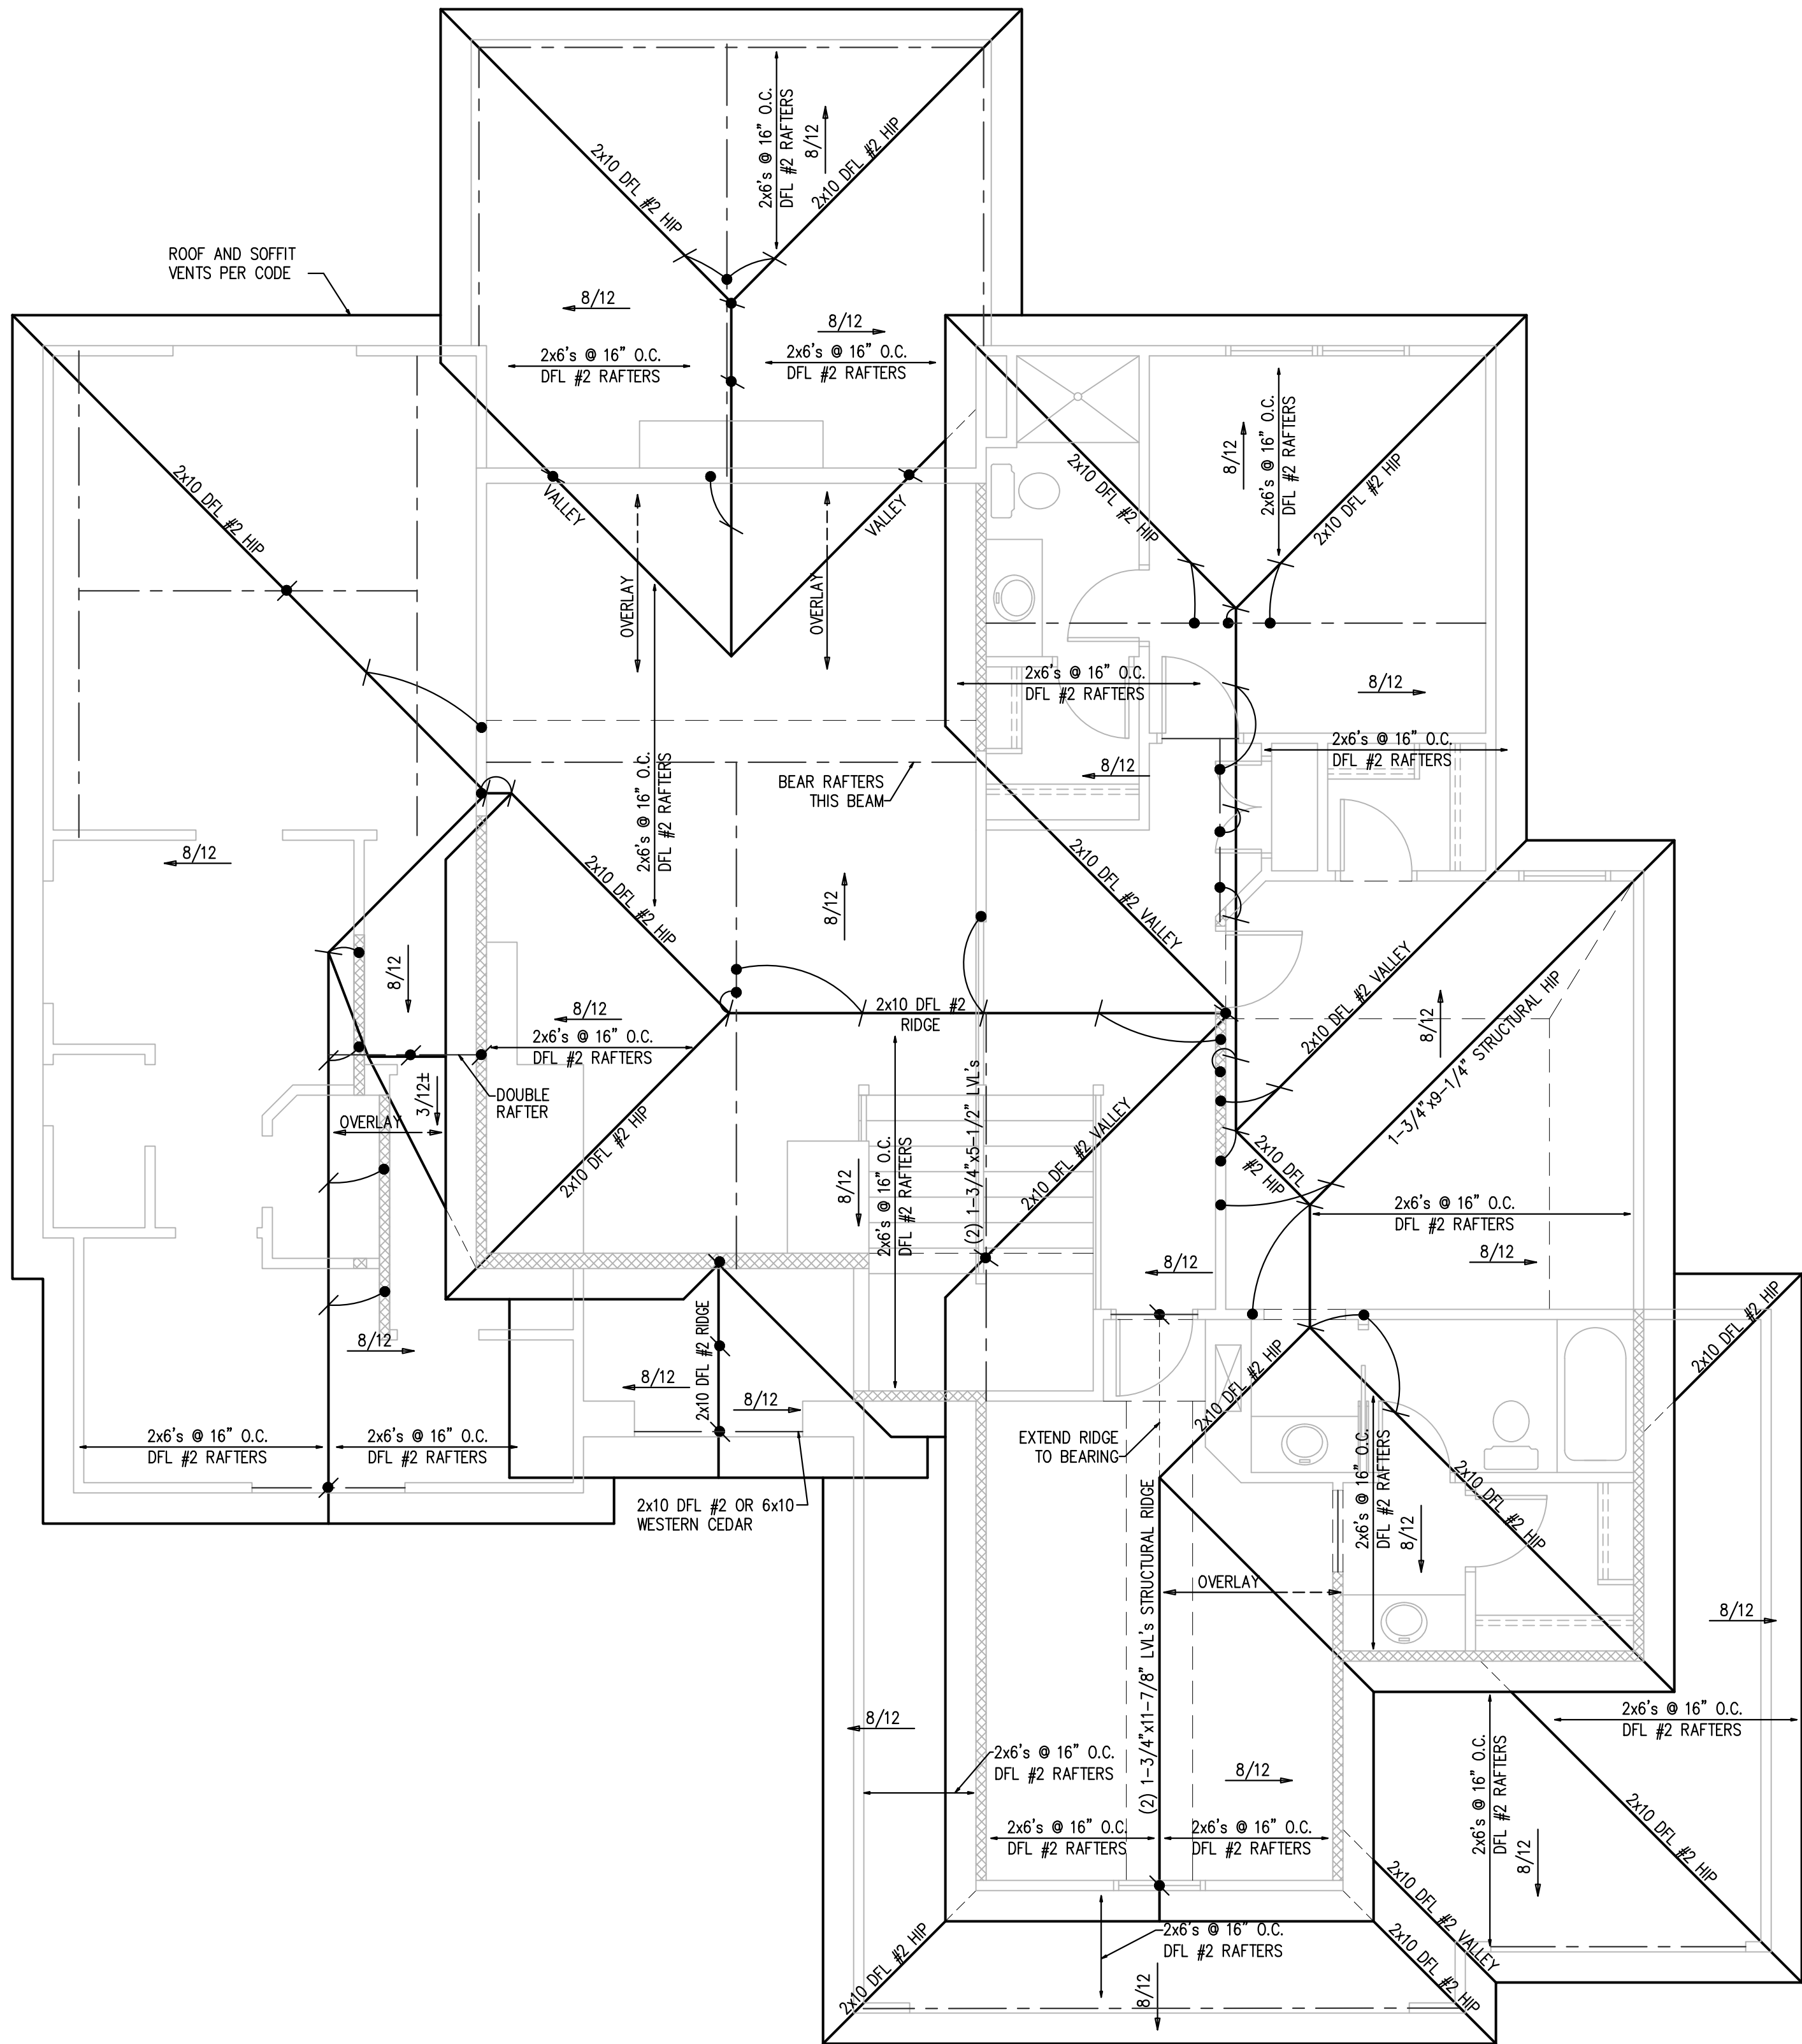 2x10 DFL #2 HIP
2x6's @ 16" O.C.
DFL #2 RAFTERS
8/12
2x10 DFL #2 HIP
ROOF AND SOFFIT
VENTS PER CODE
8/12
8/12
2x6's @ 16" O.C.
DFL #2 RAFTERS
2x6's @ 16" O.C.
DFL #2 RAFTERS
2x10 DFL #2 HIP
VALLEY
VALLEY
OVERLAY
OVERLAY
2x10 DFL #2 HIP
8/12
2x6's @ 16" O.C.
DFL #2 RAFTERS
2x10 DFL #2 HIP
2x6's @ 16" O.C.
DFL #2 RAFTERS
8/12
2x6's @ 16" O.C.
DFL #2 RAFTERS
8/12
BEAR RAFTERS
THIS BEAM
2x6's @ 16" O.C.
DFL #2 RAFTERS
8/12
2x10 DFL #2 HIP
8/12
2x10 DFL #2 VALLEY
8/12
8/12
2x6's @ 16" O.C.
DFL #2 RAFTERS
2x10 DFL #2
RIDGE
2x10 DFL #2 VALLEY
8/12
1-3/4"x9-1/4" STRUCTURAL HIP
3/12±
DOUBLE
RAFTER
OVERLAY
2x10 DFL #2 HIP
8/12
2x6's @ 16" O.C.
DFL #2 RAFTERS
(2) 1-3/4"x5-1/2" LVL's
2x10 DFL #2 VALLEY
2x10 DFL
#2 HIP
2x6's @ 16" O.C.
DFL #2 RAFTERS
8/12
8/12
8/12
2x10 DFL #2 RIDGE
8/12
8/12
2x10 DFL #2 HIP
2x10 DFL #2 HIP
2x6's @ 16" O.C.
DFL #2 RAFTERS
2x6's @ 16" O.C.
DFL #2 RAFTERS
EXTEND RIDGE
TO BEARING
2x6's @ 16" O.C.
DFL #2 RAFTERS
8/12
2x10 DFL #2 HIP
2x10 DFL #2 OR 6x10
WESTERN CEDAR
(2) 1-3/4"x11-7/8" LVL's STRUCTURAL RIDGE
OVERLAY
8/12
8/12
2x6's @ 16" O.C.
DFL #2 RAFTERS
2x6's @ 16" O.C.
DFL #2 RAFTERS
8/12
2x6's @ 16" O.C.
DFL #2 RAFTERS
2x6's @ 16" O.C.
DFL #2 RAFTERS
2x6's @ 16" O.C.
DFL #2 RAFTERS
8/12
2x10 DFL #2 HIP
2x10 DFL #2 VALLEY
2x10 DFL #2 HIP
2x6's @ 16" O.C.
DFL #2 RAFTERS
2x10 DFL #2 HIP
8/12